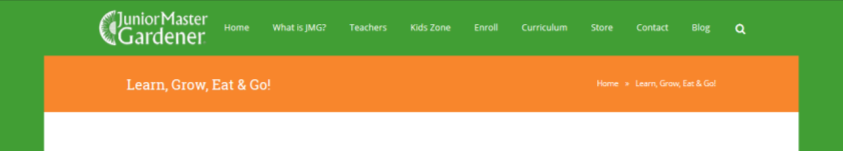 Junior Master
Gardener
Home What is JMG? Teachers Kids Zone Enroll Curriculum Store Contact Blog
Learn, Grow, Eat & Go!
Home » Learn, Grow, Eat & Go!